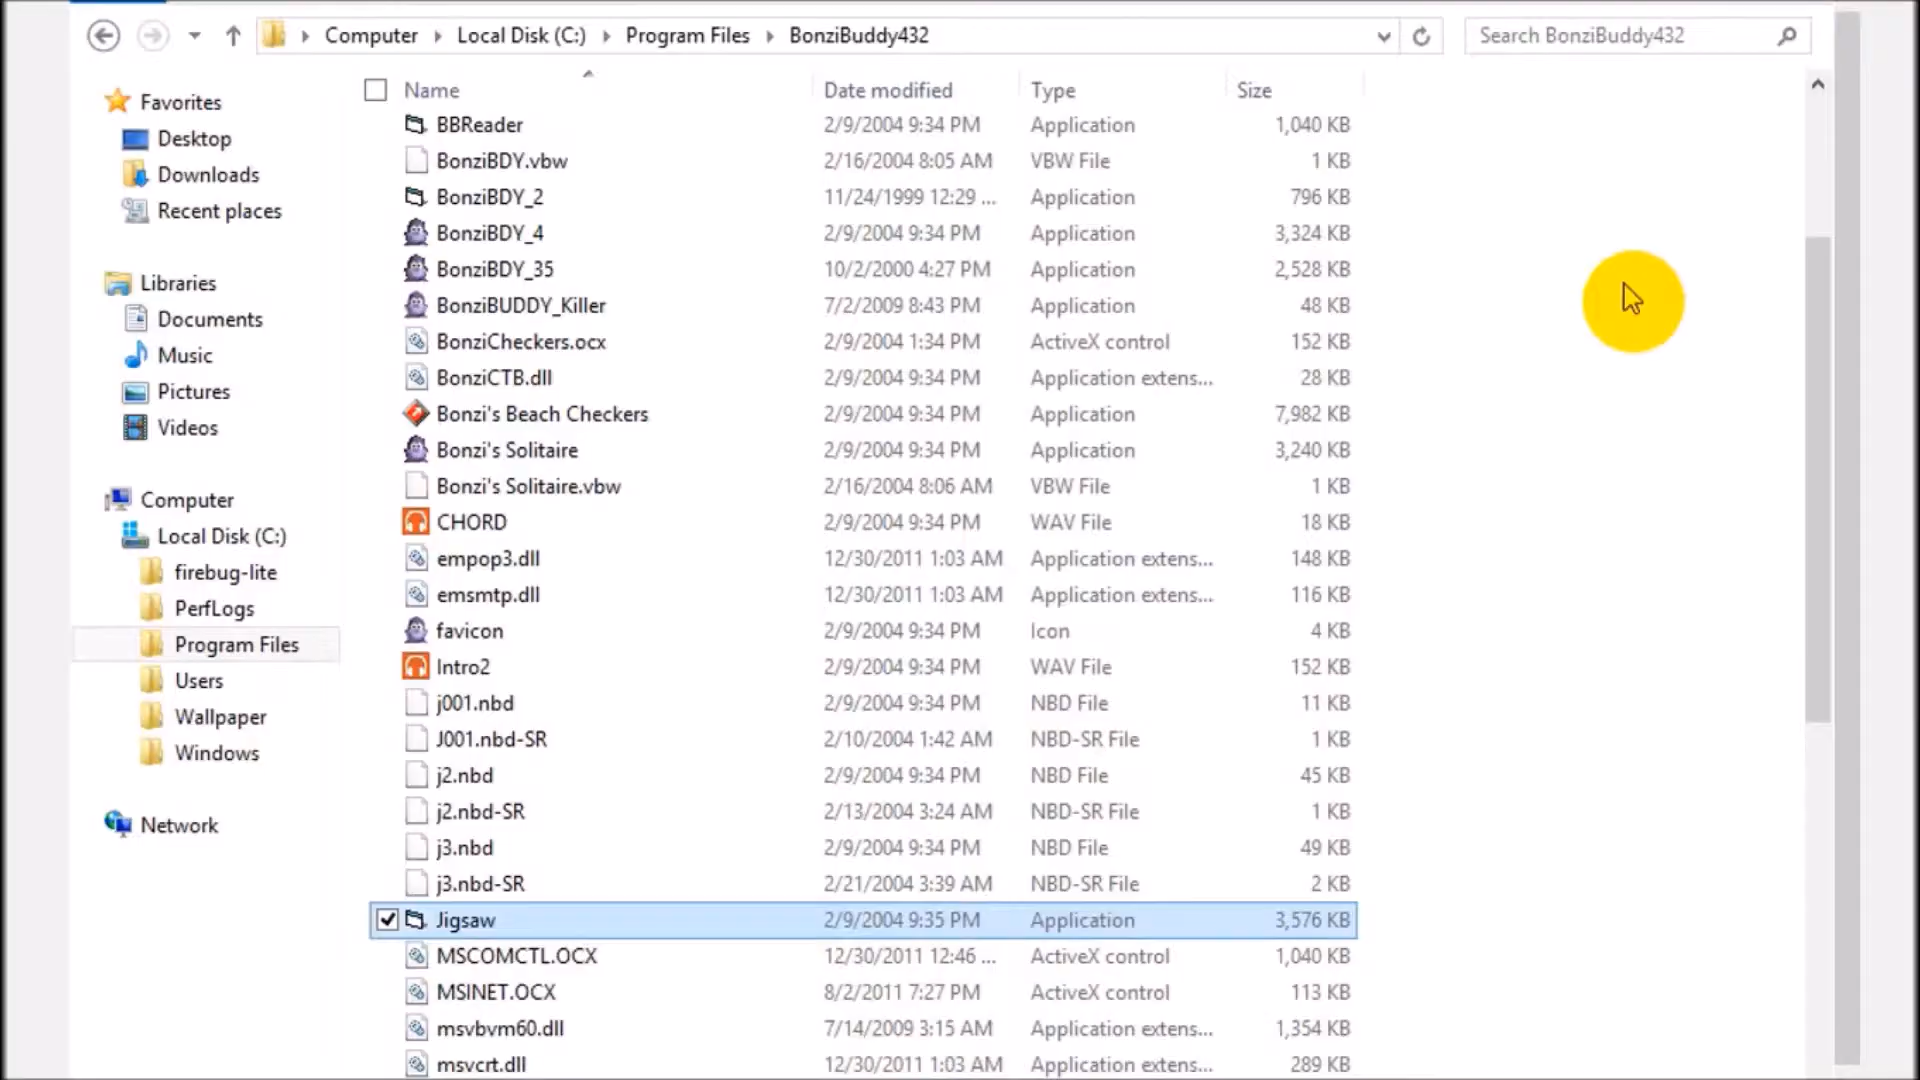 Computer Local Disk (C:) Program Files BonziBuddy432 Search BonziBuddy432
Favorites
Desktop
Downloads
Recent places
Libraries
Documents
Music
Pictures
Videos
Computer
Local Disk (C:)
firebug-lite
PerfLogs
Program Files
Users
Wallpaper
Windows
Network
Name Date modified Type Size
BBReader 2/9/2004 9:34 PM Application 1,040 KB
BonziBDY.vbw 2/16/2004 8:05 AM VBW File 1 KB
BonziBDY_2 11/24/1999 12:29 ... Application 796 KB
BonziBDY_4 2/9/2004 9:34 PM Application 3,324 KB
BonziBDY_35 10/2/2000 4:27 PM Application 2,528 KB
BonziBUDDY_Killer 7/2/2009 8:43 PM Application 48 KB
BonziCheckers.ocx 2/9/2004 1:34 PM ActiveX control 152 KB
BonziCTB.dll 2/9/2004 9:34 PM Application extens... 28 KB
Bonzi's Beach Checkers 2/9/2004 9:34 PM Application 7,982 KB
Bonzi's Solitaire 2/9/2004 9:34 PM Application 3,240 KB
Bonzi's Solitaire.vbw 2/16/2004 8:06 AM VBW File 1 KB
CHORD 2/9/2004 9:34 PM WAV File 18 KB
empop3.dll 12/30/2011 1:03 AM Application extens... 148 KB
emsmtp.dll 12/30/2011 1:03 AM Application extens... 116 KB
favicon 2/9/2004 9:34 PM Icon 4 KB
Intro2 2/9/2004 9:34 PM WAV File 152 KB
j001.nbd 2/9/2004 9:34 PM NBD File 11 KB
J001.nbd-SR 2/10/2004 1:42 AM NBD-SR File 1 KB
j2.nbd 2/9/2004 9:34 PM NBD File 45 KB
j2.nbd-SR 2/13/2004 3:24 AM NBD-SR File 1 KB
j3.nbd 2/9/2004 9:34 PM NBD File 49 KB
j3.nbd-SR 2/21/2004 3:39 AM NBD-SR File 2 KB
Jigsaw 2/9/2004 9:35 PM Application 3,576 KB
MSCOMCTL.OCX 12/30/2011 12:46 ... ActiveX control 1,040 KB
MSINET.OCX 8/2/2011 7:27 PM ActiveX control 113 KB
msvbvm60.dll 7/14/2009 3:15 AM Application extens... 1,354 KB
msvcrt.dll 12/30/2011 1:03 AM Application extens... 289 KB